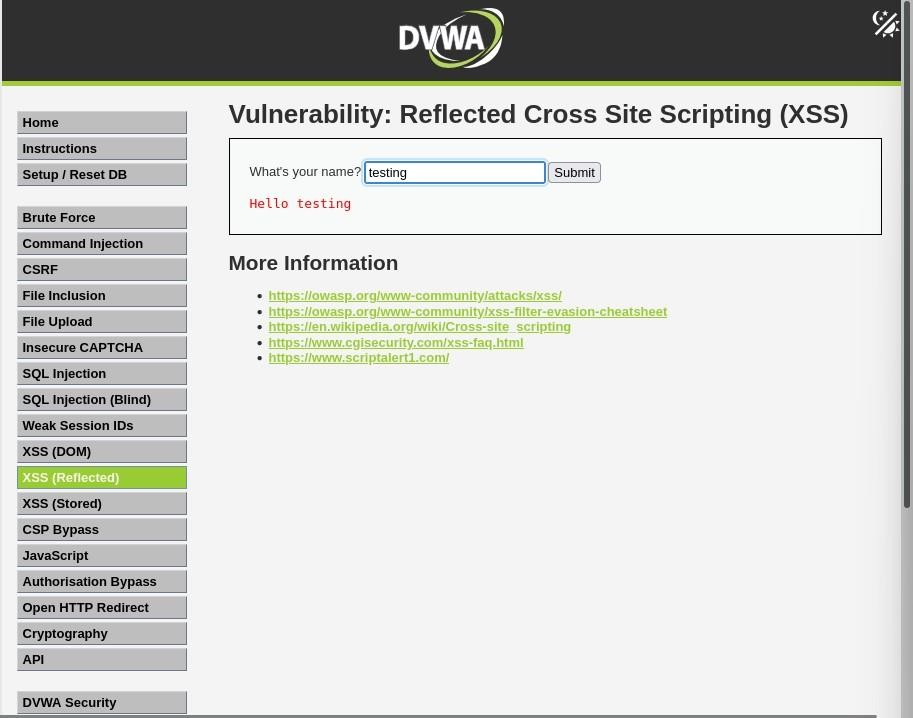 DVWA
Home
Instructions
Setup / Reset DB
Brute Force
Command Injection
CSRF
File Inclusion
File Upload
Insecure CAPTCHA
SQL Injection
SQL Injection (Blind)
Weak Session IDs
XSS (DOM)
XSS (Reflected)
XSS (Stored)
CSP Bypass
JavaScript
Authorisation Bypass
Open HTTP Redirect
Cryptography
API
DVWA Security
Vulnerability: Reflected Cross Site Scripting (XSS)
What's your name? testing Submit
Hello testing
More Information
• https://owasp.org/www-community/attacks/xss/
• https://owasp.org/www-community/xss-filter-evasion-cheatsheet
• https://en.wikipedia.org/wiki/Cross-site_scripting
• https://www.cgisecurity.com/xss-faq.html
• https://www.scriptalert1.com/